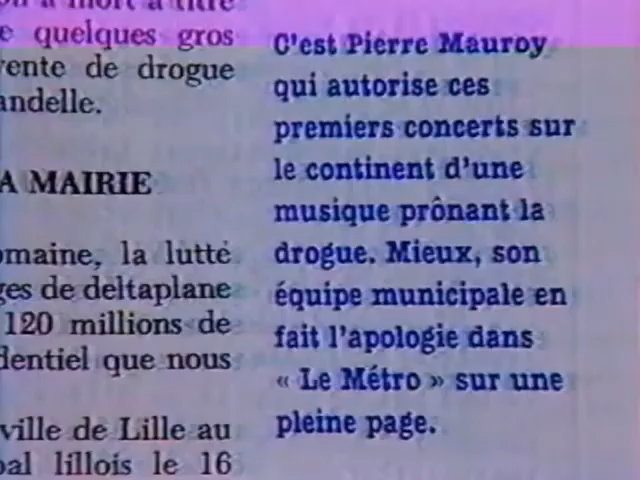 e quelques gros
vente de drogue
andelle.
A MAIRIE
omaine, la lutte
ges de deltaplane
120 millions de
dentiel que nous
ville de Lille au
pal lillois le 16
C'est Pierre Mauroy
qui autorise ces
premiers concerts sur
le continent d'une
musique prônant la
drogue. Mieux, son
équipe municipale en
fait l'apologie dans
« Le Métro » sur une
pleine page.